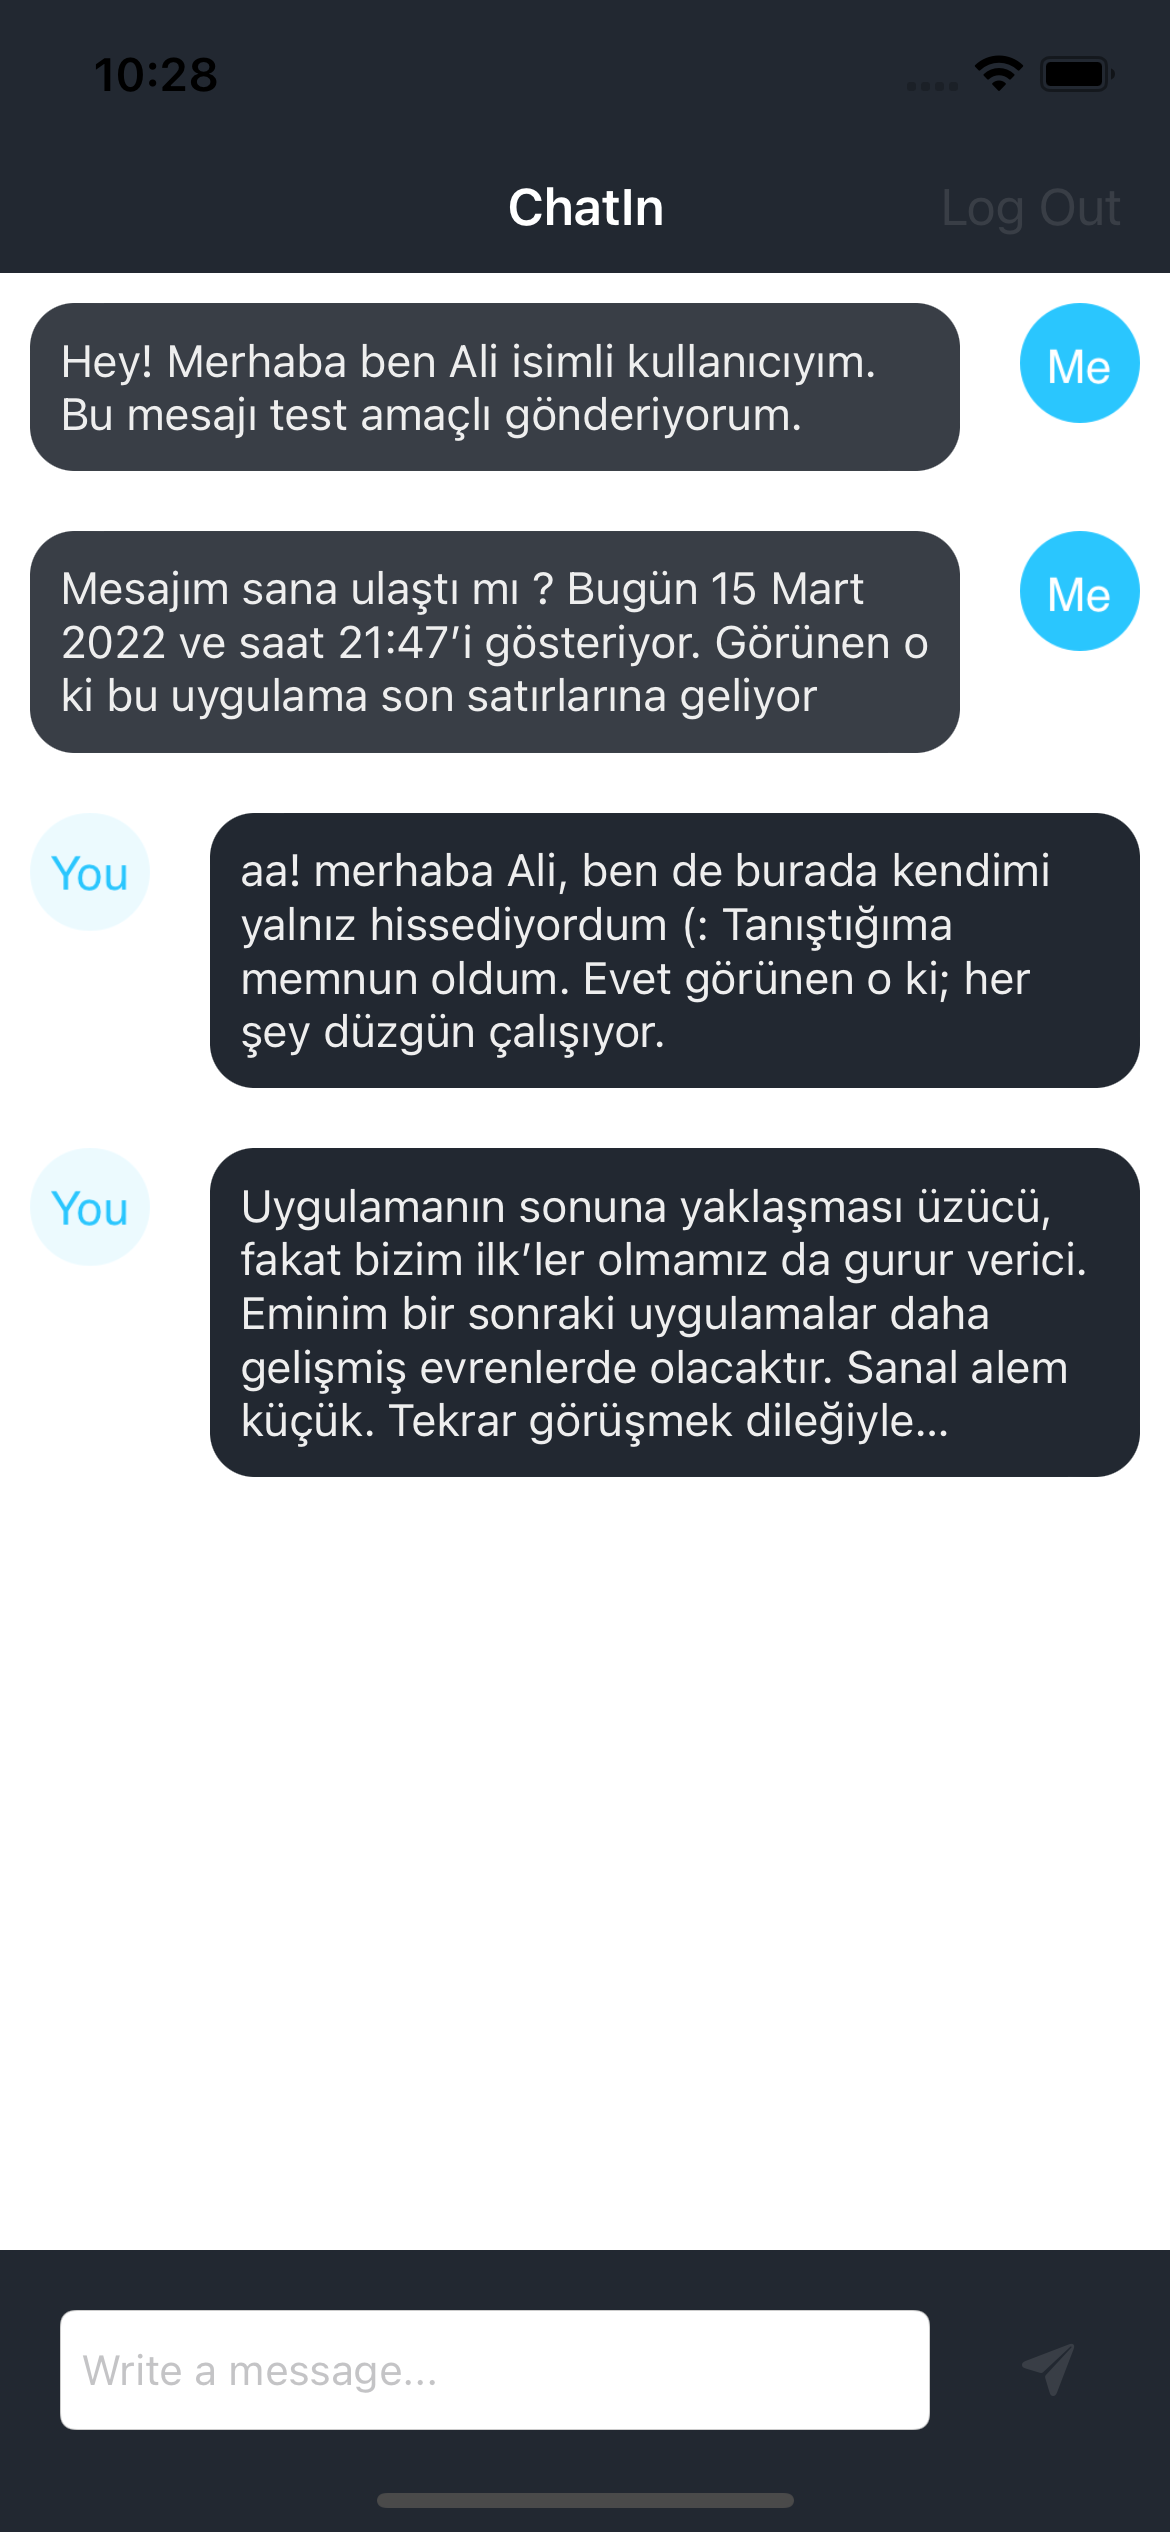 10:28
ChatIn
Log Out
Hey! Merhaba ben Ali isimli kullanıcıyım.
Bu mesajı test amaçlı gönderiyorum.
Me
Mesajım sana ulaştı mı ? Bugün 15 Mart
2022 ve saat 21:47’i gösteriyor. Görünen o
ki bu uygulama son satırlarına geliyor
Me
You
aa! merhaba Ali, ben de burada kendimi
yalnız hissediyordum (: Tanıştığıma
memnun oldum. Evet görünen o ki; her
şey düzgün çalışıyor.
You
Uygulamanın sonuna yaklaşması üzücü,
fakat bizim ilk’ler olmamız da gurur verici.
Eminim bir sonraki uygulamalar daha
gelişmiş evrenlerde olacaktır. Sanal alem
küçük. Tekrar görüşmek dileğiyle...
Write a message...